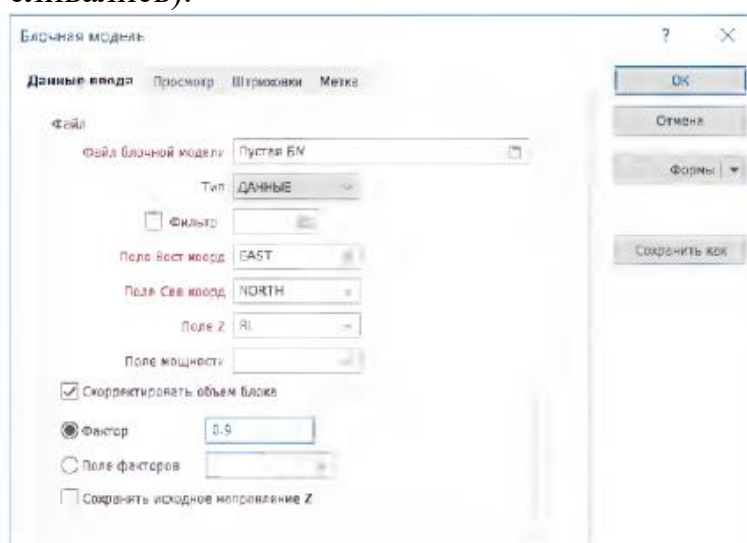 сливались).
Блочная модель ?
Данные ввода Просмотр Штриховки Метка
OK
Файл
Отмена
Файл блочной модели Пустая БМ
Формы
Тип ДАННЫЕ
Фильтр
Сохранить как
Поле Вост коорд EAST
Поле Сев коорд NORTH
Поле Z RL
Поле мощности
Скорректировать объем блока
Фактор 0.9
Поле факторов
Сохранять исходное направление Z